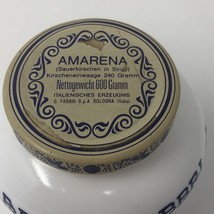 AMARENA
(Sauerkirschen in Sirup)
Kirscheneinwaage 240 Gramm
Nettogewicht 600 Gramm
ITALIENISCHES ERZEUGNIS
G. FABBRI S.p.A. BOLOGNA (Italia)